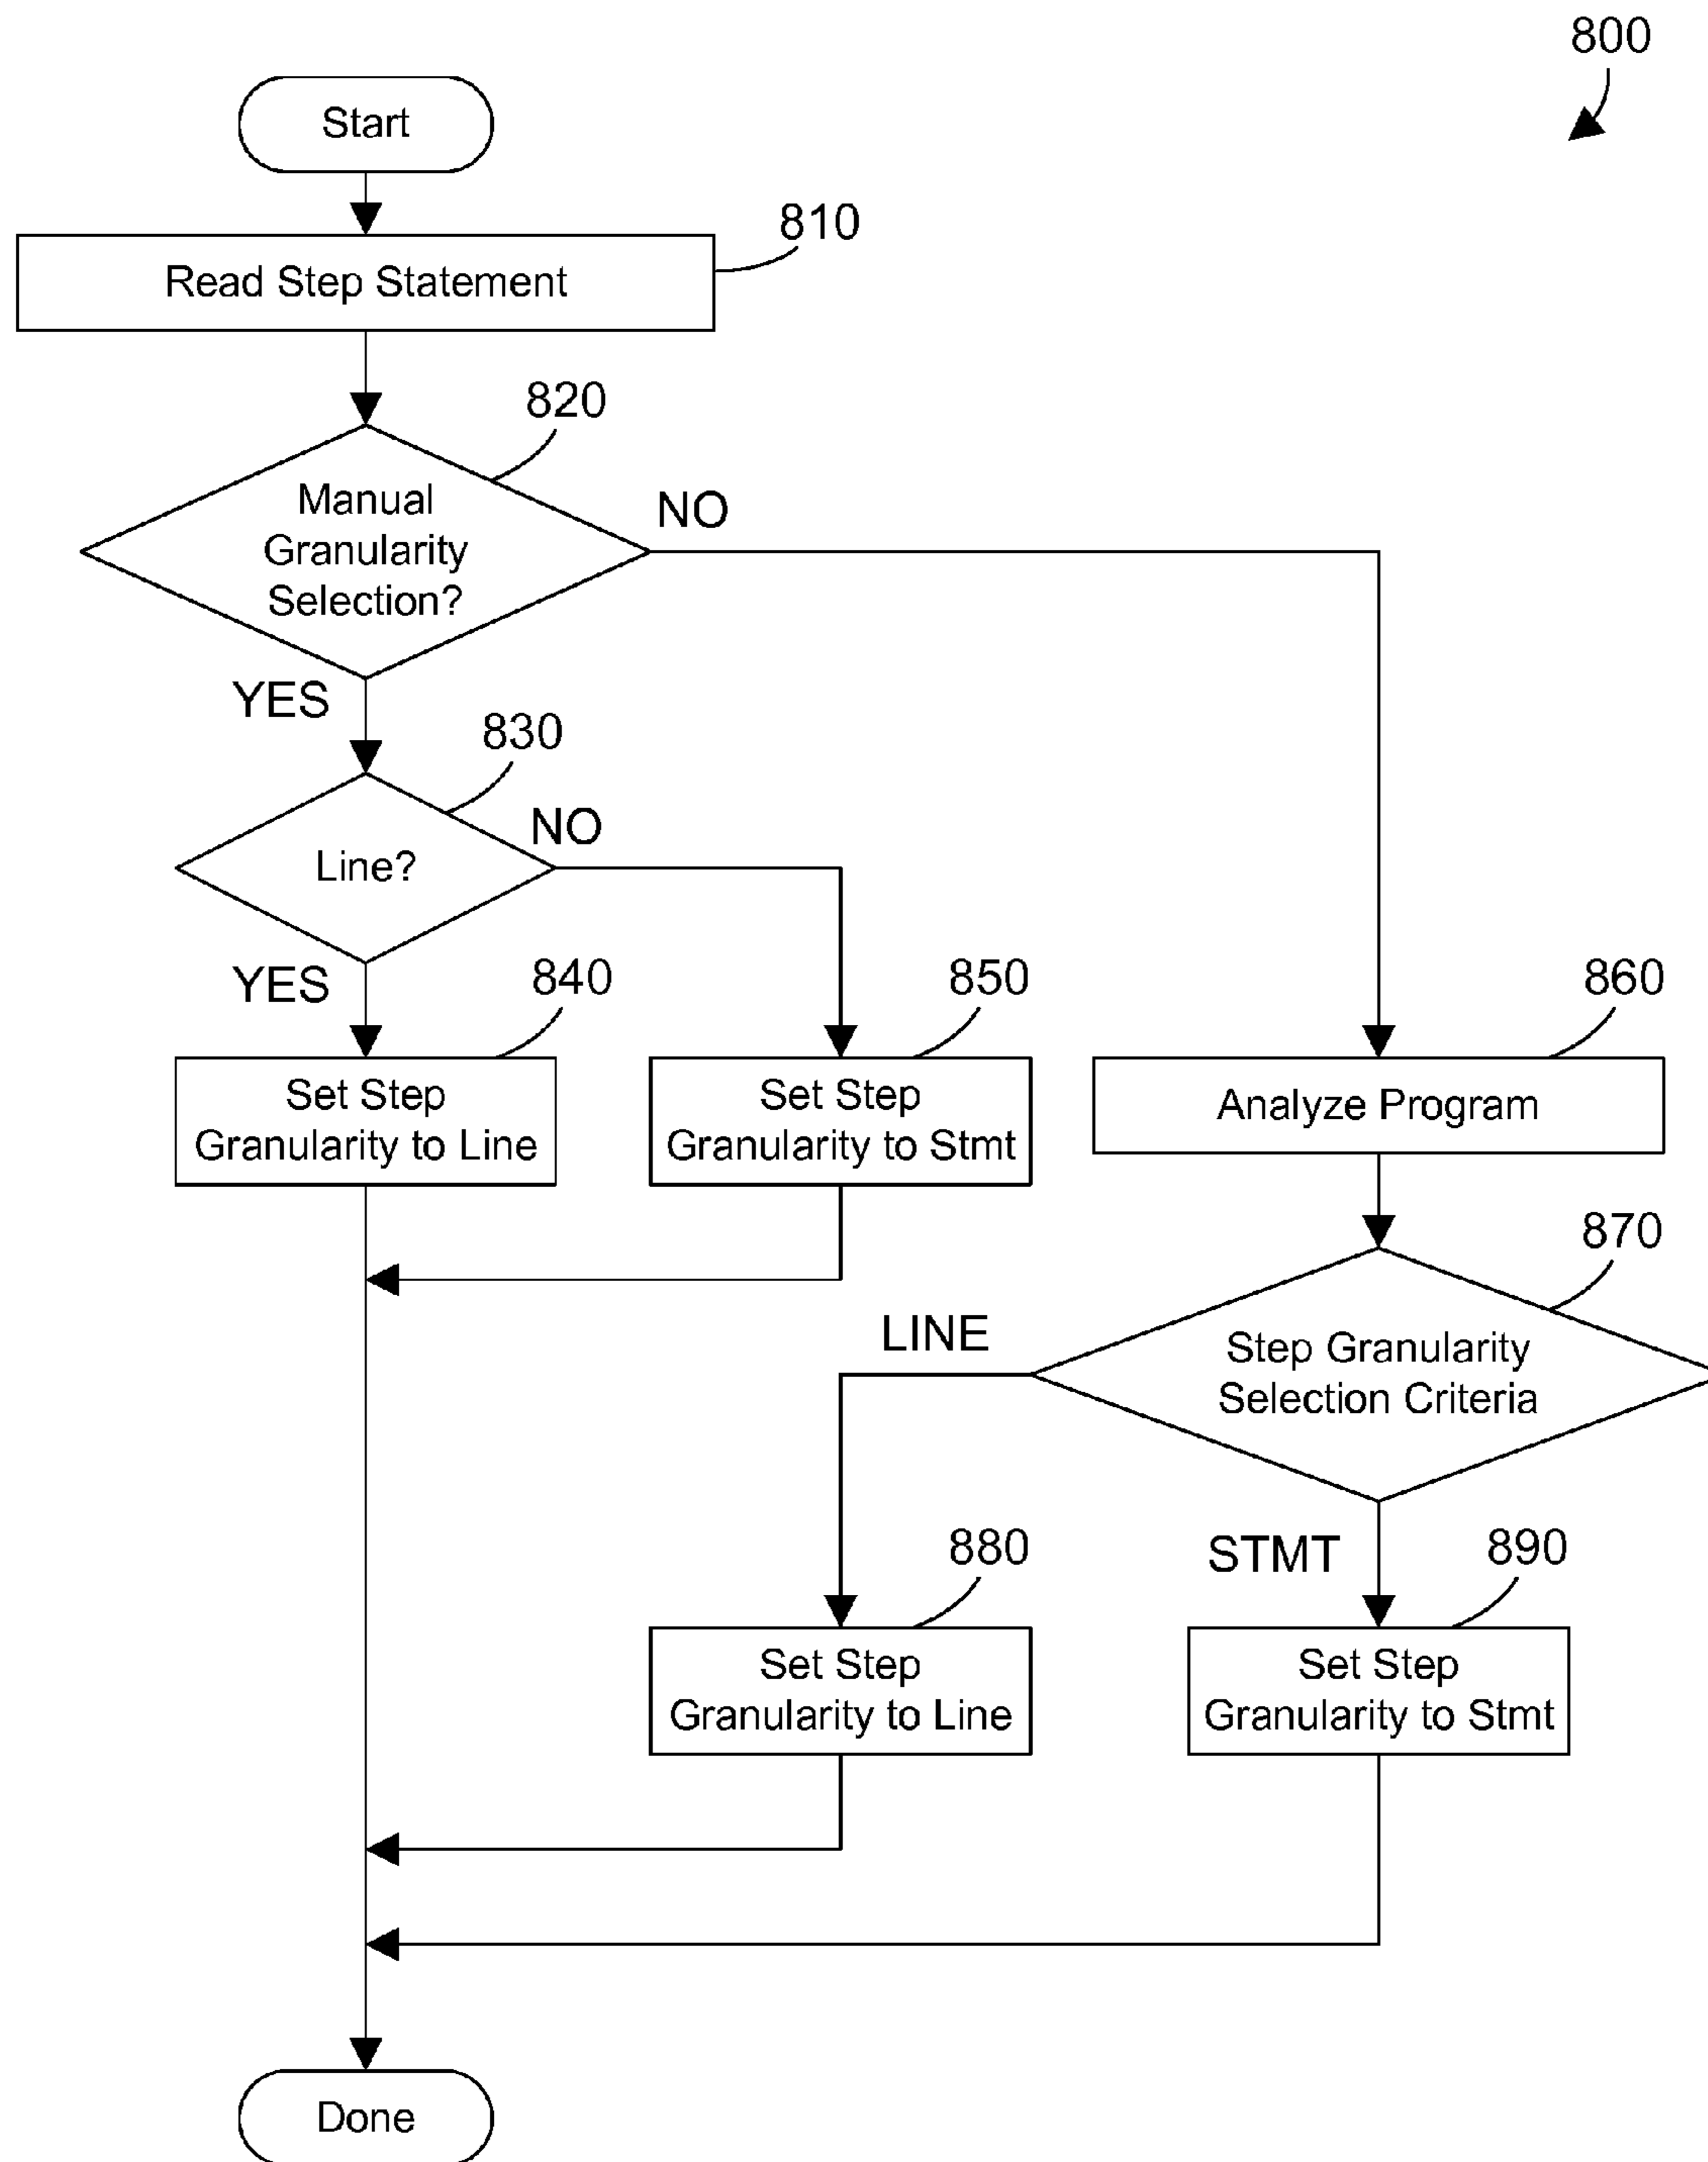 800
Start
810
Read Step Statement
820
Manual
Granularity
Selection?
NO
YES
830
Line?
NO
YES
840
Set Step
Granularity to Line
850
Set Step
Granularity to Stmt
860
Analyze Program
870
Step Granularity
Selection Criteria
LINE
STMT
880
Set Step
Granularity to Line
890
Set Step
Granularity to Stmt
Done